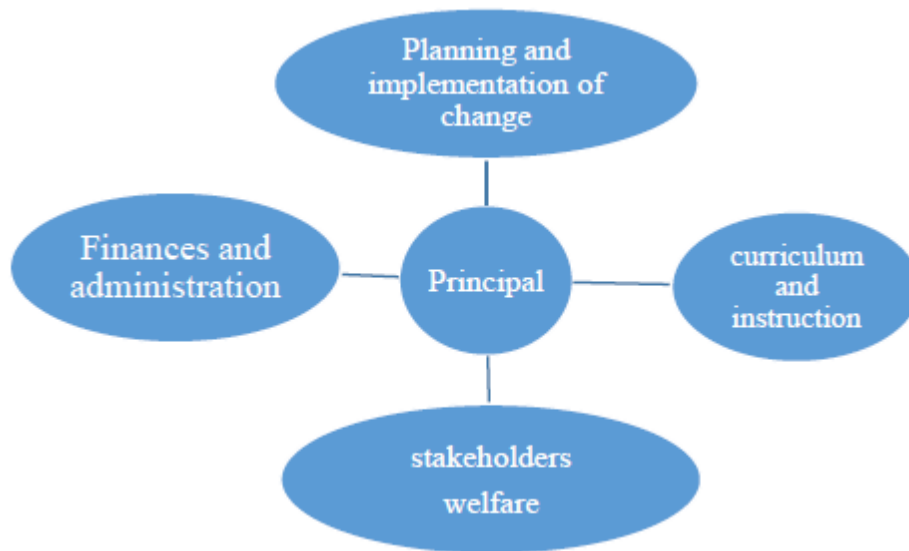 Planning and
implementation of
change
Finances and
administration
Principal
curriculum
and
instruction
stakeholders
welfare